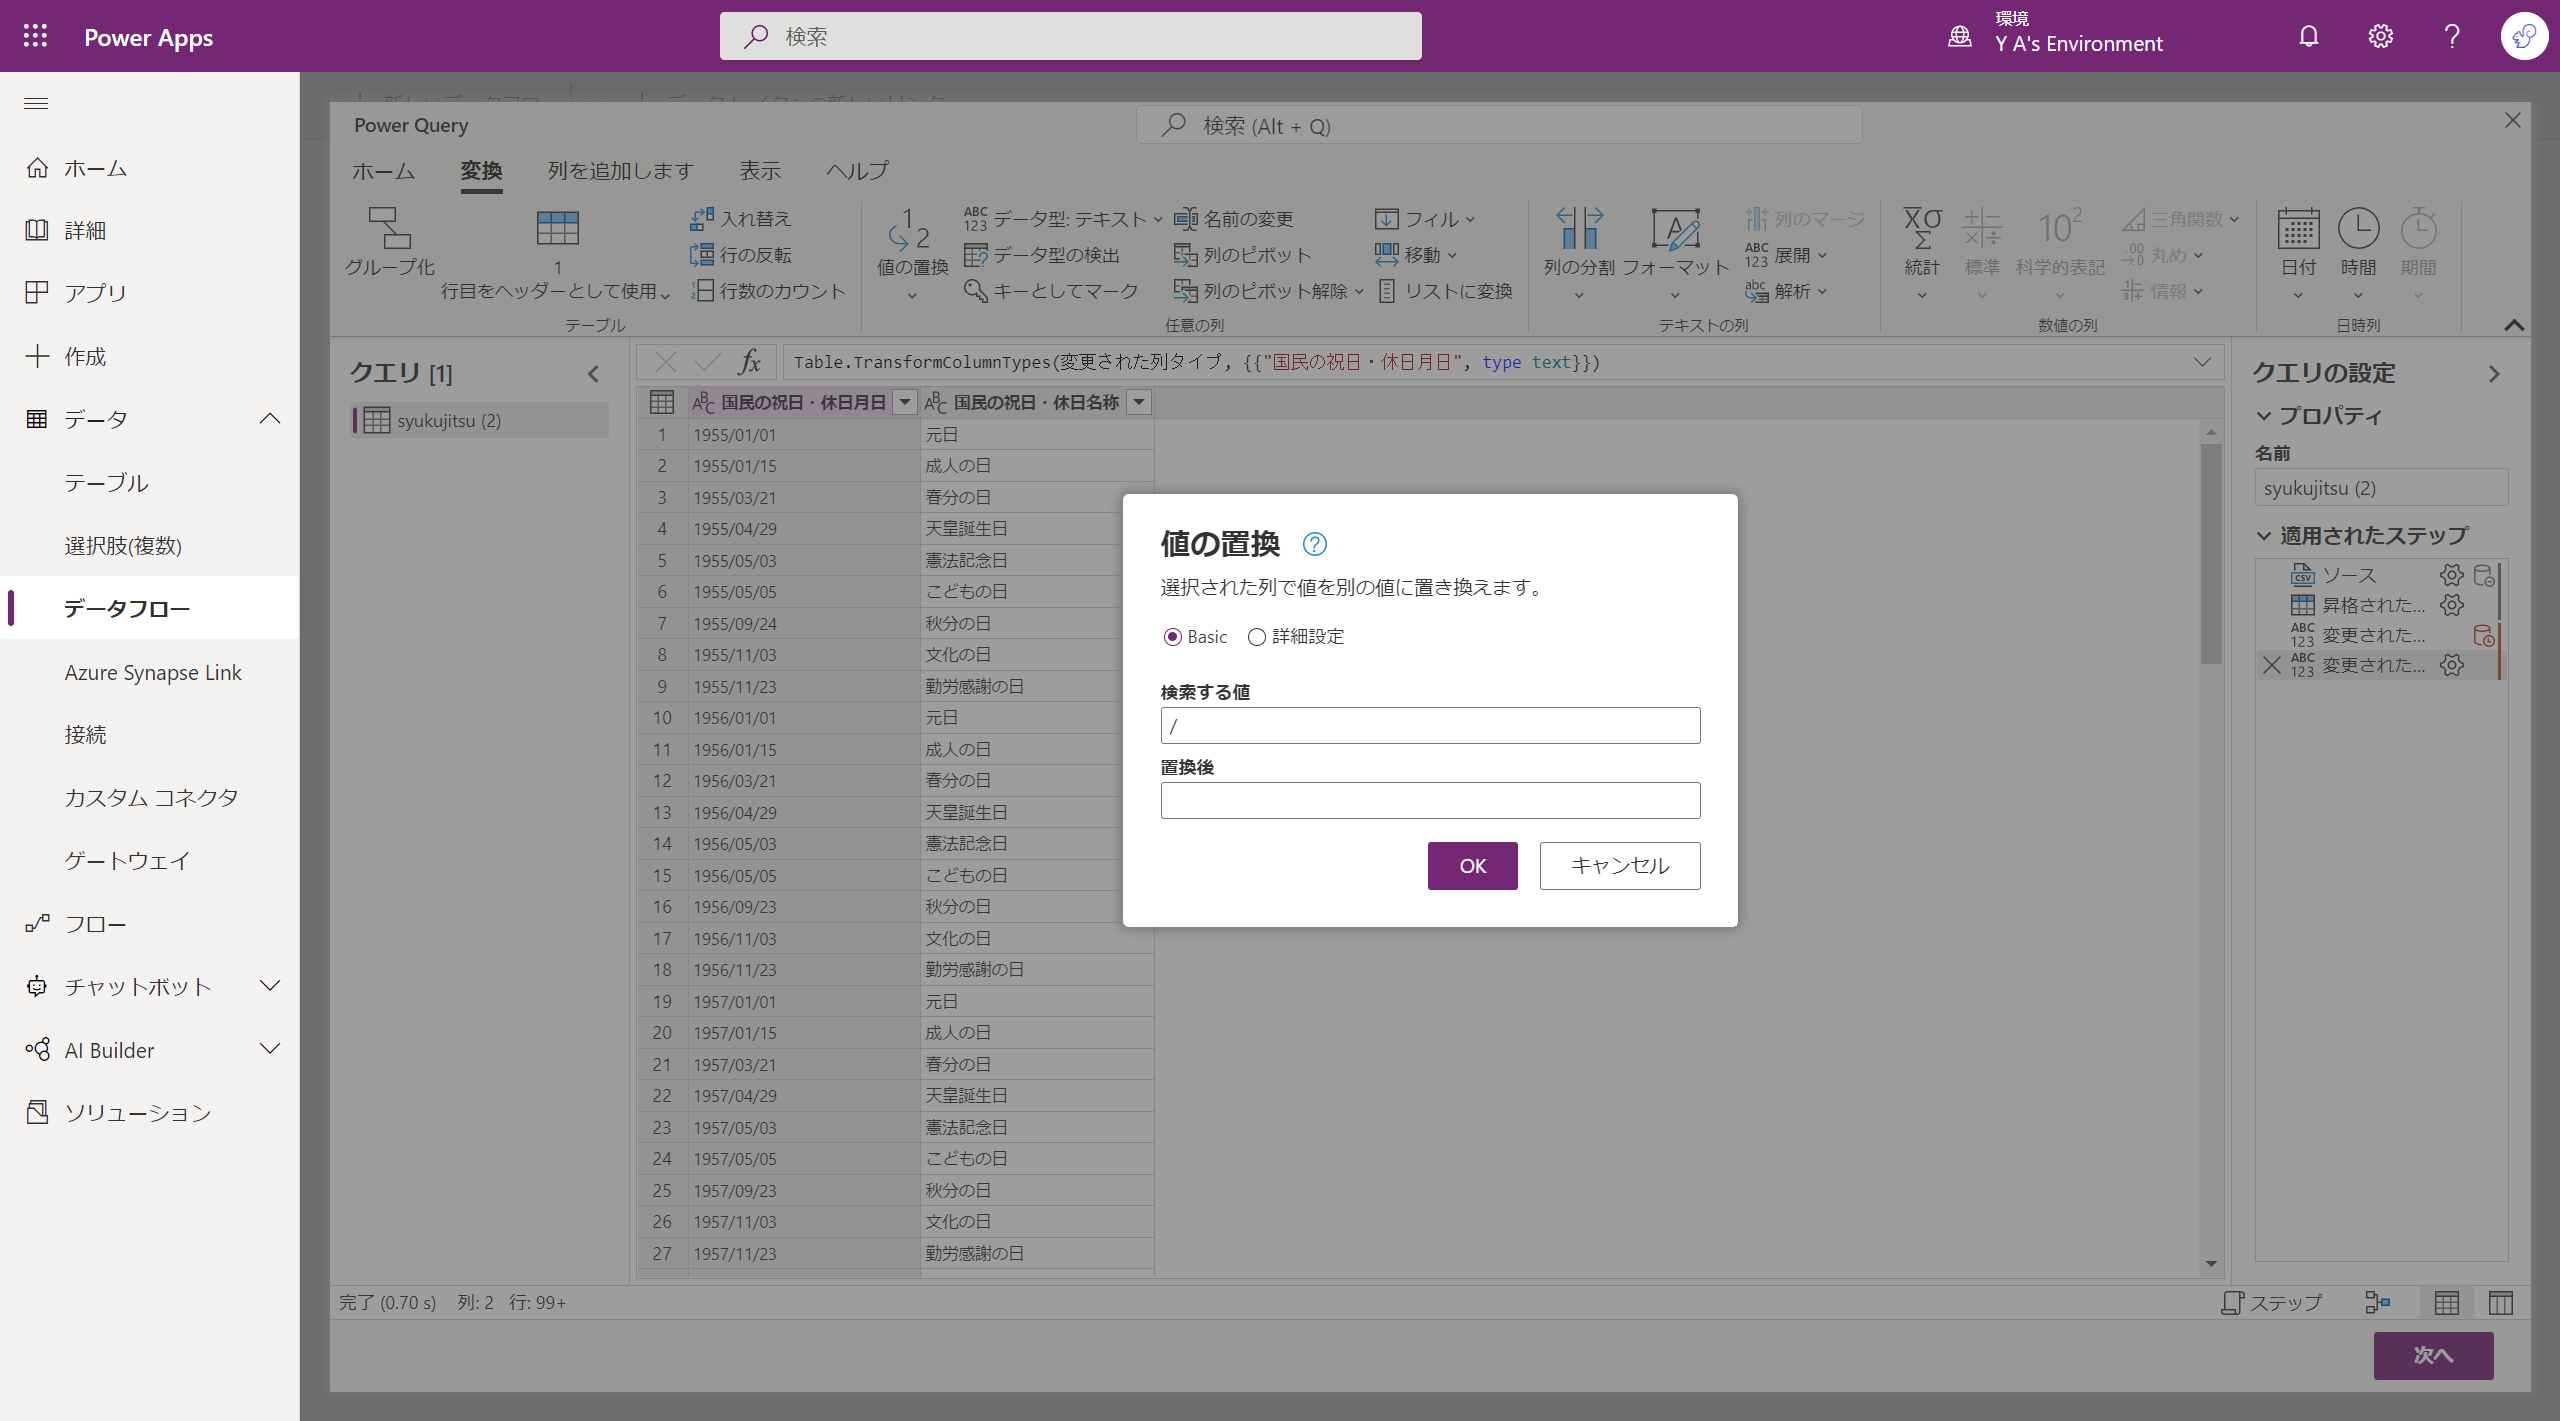 Power Apps
検索
環境
Y A's Environment
ホーム
詳細
アプリ
作成
データ
テーブル
選択肢(複数)
データフロー
Azure Synapse Link
接続
カスタム コネクタ
ゲートウェイ
フロー
チャットボット
AI Builder
ソリューション
Power Query
検索 (Alt + Q)
ホーム 変換 列を追加します 表示 ヘルプ
グループ化
1
行目をヘッダーとして使用
入れ替え
行の反転
行数のカウント
テーブル
値の置換
データ型: テキスト
データ型の検出
キーとしてマーク
名前の変更
列のピボット
列のピボット解除
フィル
移動
リストに変換
任意の列
列の分割
フォーマット
列のマージ
展開
解析
テキストの列
統計
標準
科学的表記
三角関数
丸め
情報
数値の列
日付
時間
期間
日時列
クエリ [1]
syukujitsu (2)
Table.TransformColumnTypes(変更された列タイプ, {{"国民の祝日・休日月日", type text}})
国民の祝日・休日月日 国民の祝日・休日名称
1 1955/01/01 元日
2 1955/01/15 成人の日
3 1955/03/21 春分の日
4 1955/04/29 天皇誕生日
5 1955/05/03 憲法記念日
6 1955/05/05 こどもの日
7 1955/09/24 秋分の日
8 1955/11/03 文化の日
9 1955/11/23 勤労感謝の日
10 1956/01/01 元日
11 1956/01/15 成人の日
12 1956/03/21 春分の日
13 1956/04/29 天皇誕生日
14 1956/05/03 憲法記念日
15 1956/05/05 こどもの日
16 1956/09/23 秋分の日
17 1956/11/03 文化の日
18 1956/11/23 勤労感謝の日
19 1957/01/01 元日
20 1957/01/15 成人の日
21 1957/03/21 春分の日
22 1957/04/29 天皇誕生日
23 1957/05/03 憲法記念日
24 1957/05/05 こどもの日
25 1957/09/23 秋分の日
26 1957/11/03 文化の日
27 1957/11/23 勤労感謝の日
値の置換
選択された列で値を別の値に置き換えます。
Basic 詳細設定
検索する値
/
置換後
OK キャンセル
クエリの設定
プロパティ
名前
syukujitsu (2)
適用されたステップ
ソース
昇格された...
変更された...
変更された...
完了 (0.70 s) 列: 2 行: 99+
ステップ
次へ